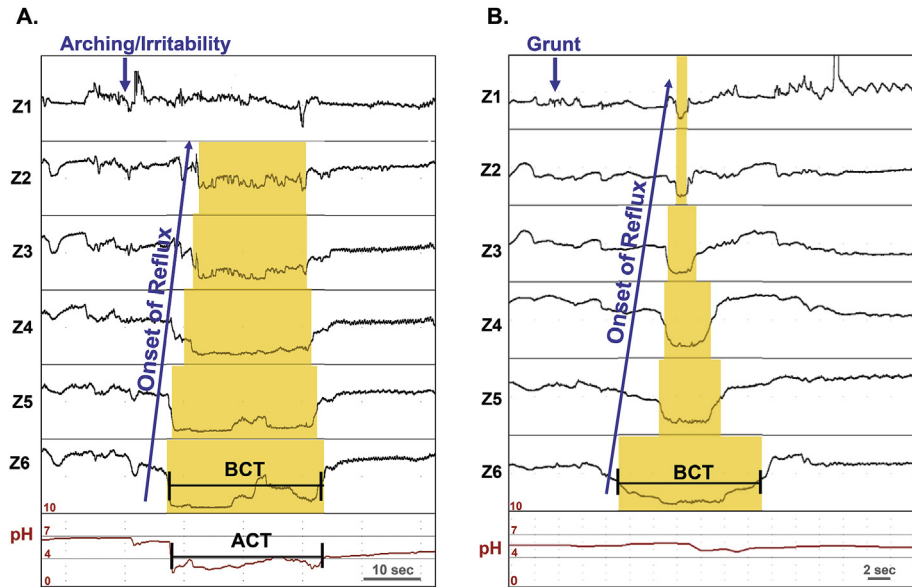 A.
Arching/Irritability
Z1
Z2
Z3
Z4
Z5
Z6
Onset of Reflux
BCT
10
pH
7
4
0
ACT
10 sec
B.
Grunt
Z1
Z2
Z3
Z4
Z5
Z6
Onset of Reflux
BCT
10
pH
7
4
0
2 sec